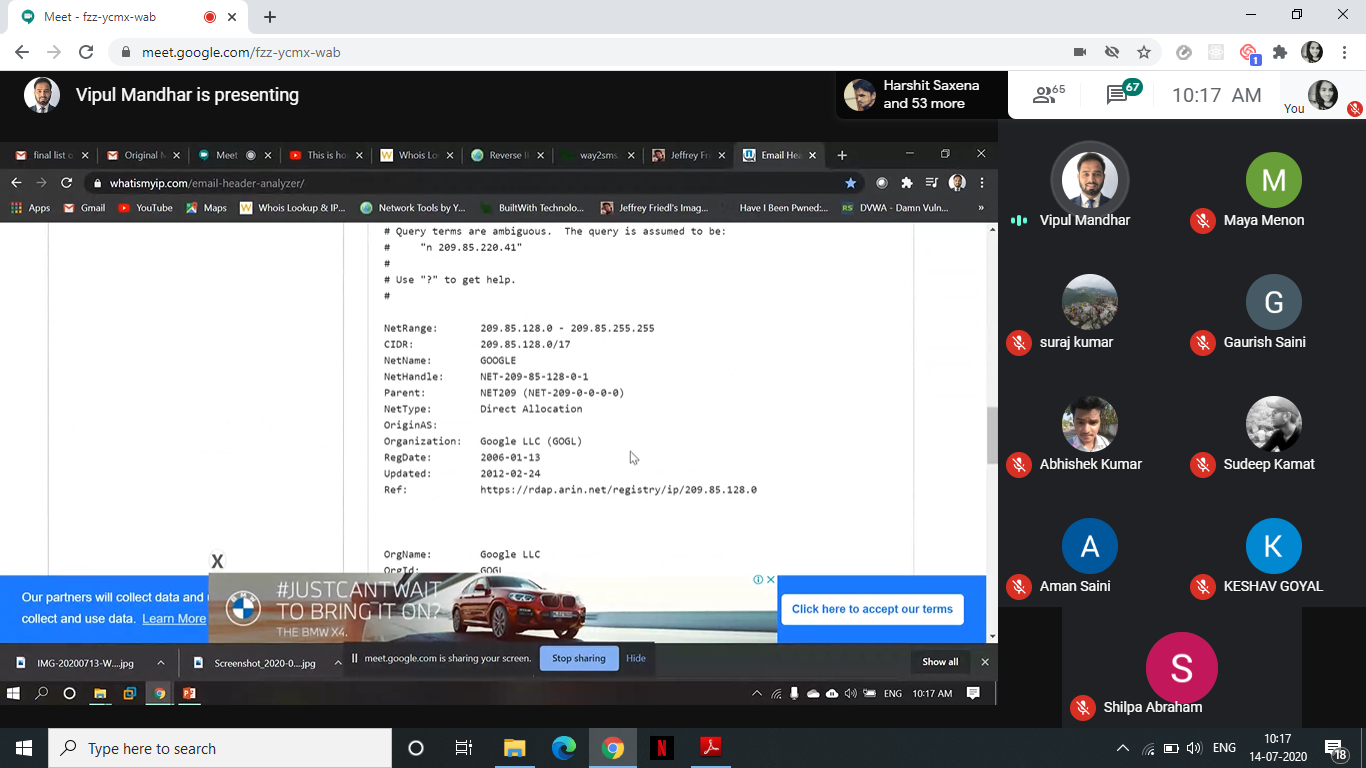 Meet - fzz-ycmx-wab
meet.google.com/fzz-ycmx-wab
1
Vipul Mandhar is presenting
Harshit Saxena
and 53 more
65
67
10:17 AM
You
final list o
Original M
Meet
This is ho
Whois Lo
Reverse I
way2sms.
Jeffrey Fr
Email Hea
whatismyip.com/email-header-analyzer/
Apps
Gmail
YouTube
Maps
Whois Lookup & IP...
Network Tools by Y...
BuiltWith Technolo...
Jeffrey Friedl's Imag...
Have I Been Pwned:...
RS
DVWA - Damn Vuln...
»
# Query terms are ambiguous. The query is assumed to be:
# "n 209.85.220.41"
#
# Use "?" to get help.
#
NetRange: 209.85.128.0 - 209.85.255.255
CIDR: 209.85.128.0/17
NetName: GOOGLE
NetHandle: NET-209-85-128-0-1
Parent: NET209 (NET-209-0-0-0-0)
NetType: Direct Allocation
OriginAS:
Organization: Google LLC (GOGL)
RegDate: 2006-01-13
Updated: 2012-02-24
Ref: https://rdap.arin.net/registry/ip/209.85.128.0
OrgName: Google LLC
OrgId: GOGL
X
Our partners will collect data and
collect and use data. Learn More
BMW
#JUSTCANTWAIT
TO BRING IT ON?
THE BMW X4.
Click here to accept our terms
IMG-20200713-W....jpg
Screenshot_2020-0....jpg
meet.google.com is sharing your screen.
Stop sharing
Hide
Show all
ENG
10:17 AM
Vipul Mandhar
M
Maya Menon
suraj kumar
G
Gaurish Saini
Abhishek Kumar
Sudeep Kamat
A
Aman Saini
K
KESHAV GOYAL
S
Shilpa Abraham
Type here to search
N
ENG
10:17
14-07-2020
18